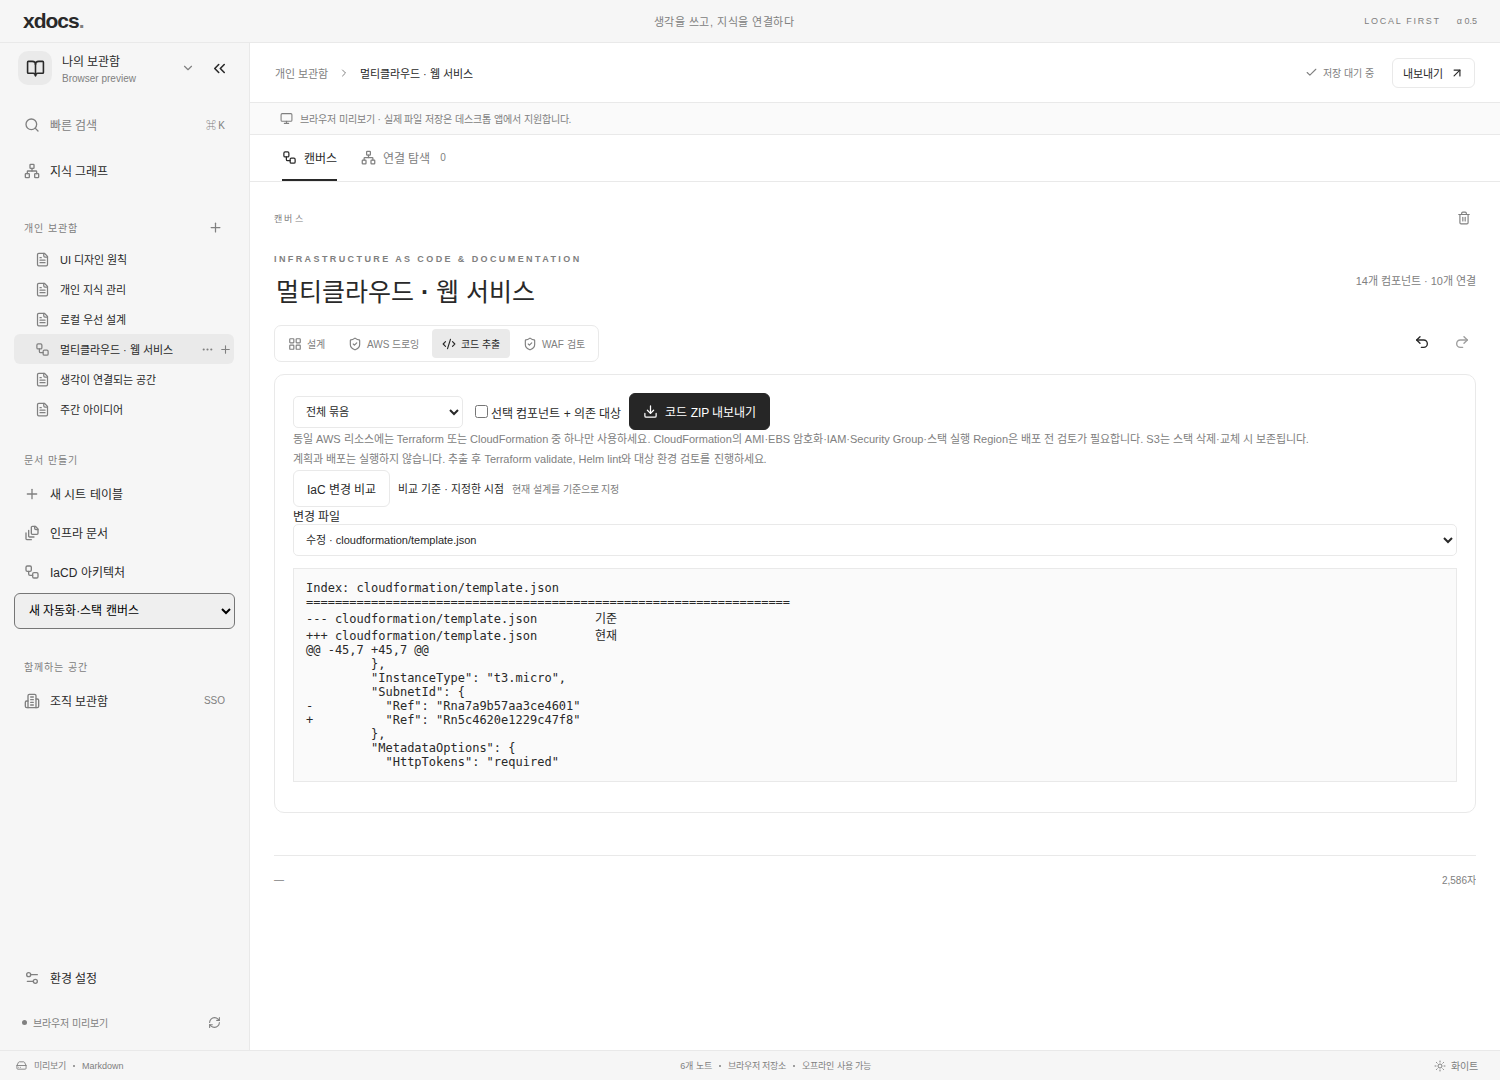 xdocs.
생각을 쓰고, 지식을 연결하다
LOCAL FIRST α 0.5
나의 보관함
Browser preview
빠른 검색 ⌘K
지식 그래프
개인 보관함
UI 디자인 원칙
개인 지식 관리
로컬 우선 설계
멀티클라우드 · 웹 서비스
생각이 연결되는 공간
주간 아이디어
문서 만들기
새 시트 테이블
인프라 문서
IaCD 아키텍처
새 자동화·스택 캔버스
함께하는 공간
조직 보관함 SSO
환경 설정
브라우저 미리보기
개인 보관함 › 멀티클라우드 · 웹 서비스
저장 대기 중 내보내기
브라우저 미리보기 · 실제 파일 저장은 데스크톱 앱에서 지원합니다.
캔버스 연결 탐색 0
캔버스
INFRASTRUCTURE AS CODE & DOCUMENTATION
멀티클라우드 · 웹 서비스
14개 컴포넌트 · 10개 연결
설계 AWS 드로잉 코드 추출 WAF 검토
전체 묶음 선택 컴포넌트 + 의존 대상 코드 ZIP 내보내기
동일 AWS 리소스에는 Terraform 또는 CloudFormation 중 하나만 사용하세요. CloudFormation의 AMI·EBS 암호화·IAM·Security Group·스택 실행 Region은 배포 전 검토가 필요합니다. S3는 스택 삭제·교체 시 보존됩니다.
계획과 배포는 실행하지 않습니다. 추출 후 Terraform validate, Helm lint와 대상 환경 검토를 진행하세요.
IaC 변경 비교 비교 기준 · 지정한 시점 현재 설계를 기준으로 지정
변경 파일
수정 · cloudformation/template.json
Index: cloudformation/template.json
===================================================================
--- cloudformation/template.json 기준
+++ cloudformation/template.json 현재
@@ -45,7 +45,7 @@
},
"InstanceType": "t3.micro",
"SubnetId": {
- "Ref": "Rna7a9b57aa3ce4601"
+ "Ref": "Rn5c4620e1229c47f8"
},
"MetadataOptions": {
"HttpTokens": "required"
— 2,586자
미리보기 · Markdown
6개 노트 · 브라우저 저장소 · 오프라인 사용 가능
화이트